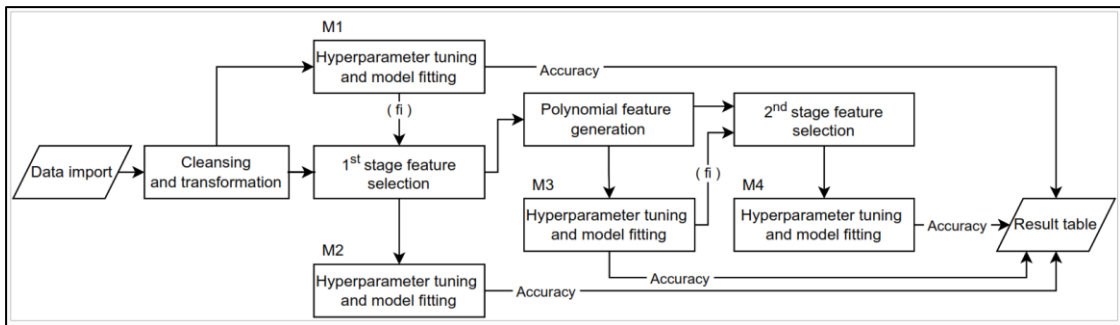 M1
Hyperparameter tuning
and model fitting
Accuracy
( fi )
Polynomial feature
generation
2nd stage feature
selection
Data import
Cleansing
and transformation
1st stage feature
selection
( fi )
M3
Hyperparameter tuning
and model fitting
M4
Hyperparameter tuning
and model fitting
Accuracy
Result table
M2
Hyperparameter tuning
and model fitting
Accuracy
Accuracy